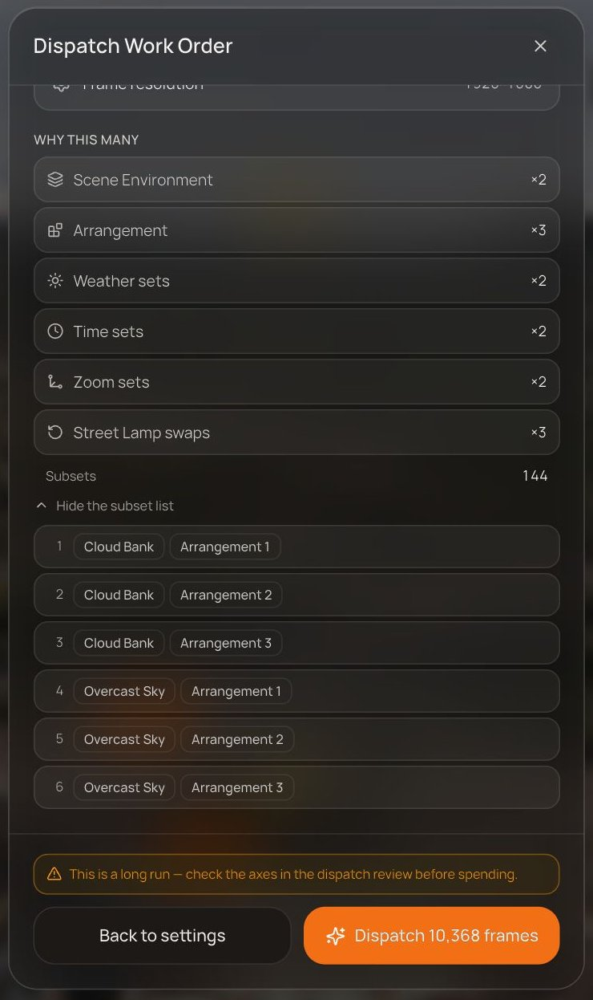 Dispatch Work Order
Frame resolution
WHY THIS MANY
Scene Environment ×2
Arrangement ×3
Weather sets ×2
Time sets ×2
Zoom sets ×2
Street Lamp swaps ×3
Subsets 144
Hide the subset list
1 Cloud Bank Arrangement 1
2 Cloud Bank Arrangement 2
3 Cloud Bank Arrangement 3
4 Overcast Sky Arrangement 1
5 Overcast Sky Arrangement 2
6 Overcast Sky Arrangement 3
This is a long run — check the axes in the dispatch review before spending.
Back to settings
Dispatch 10,368 frames